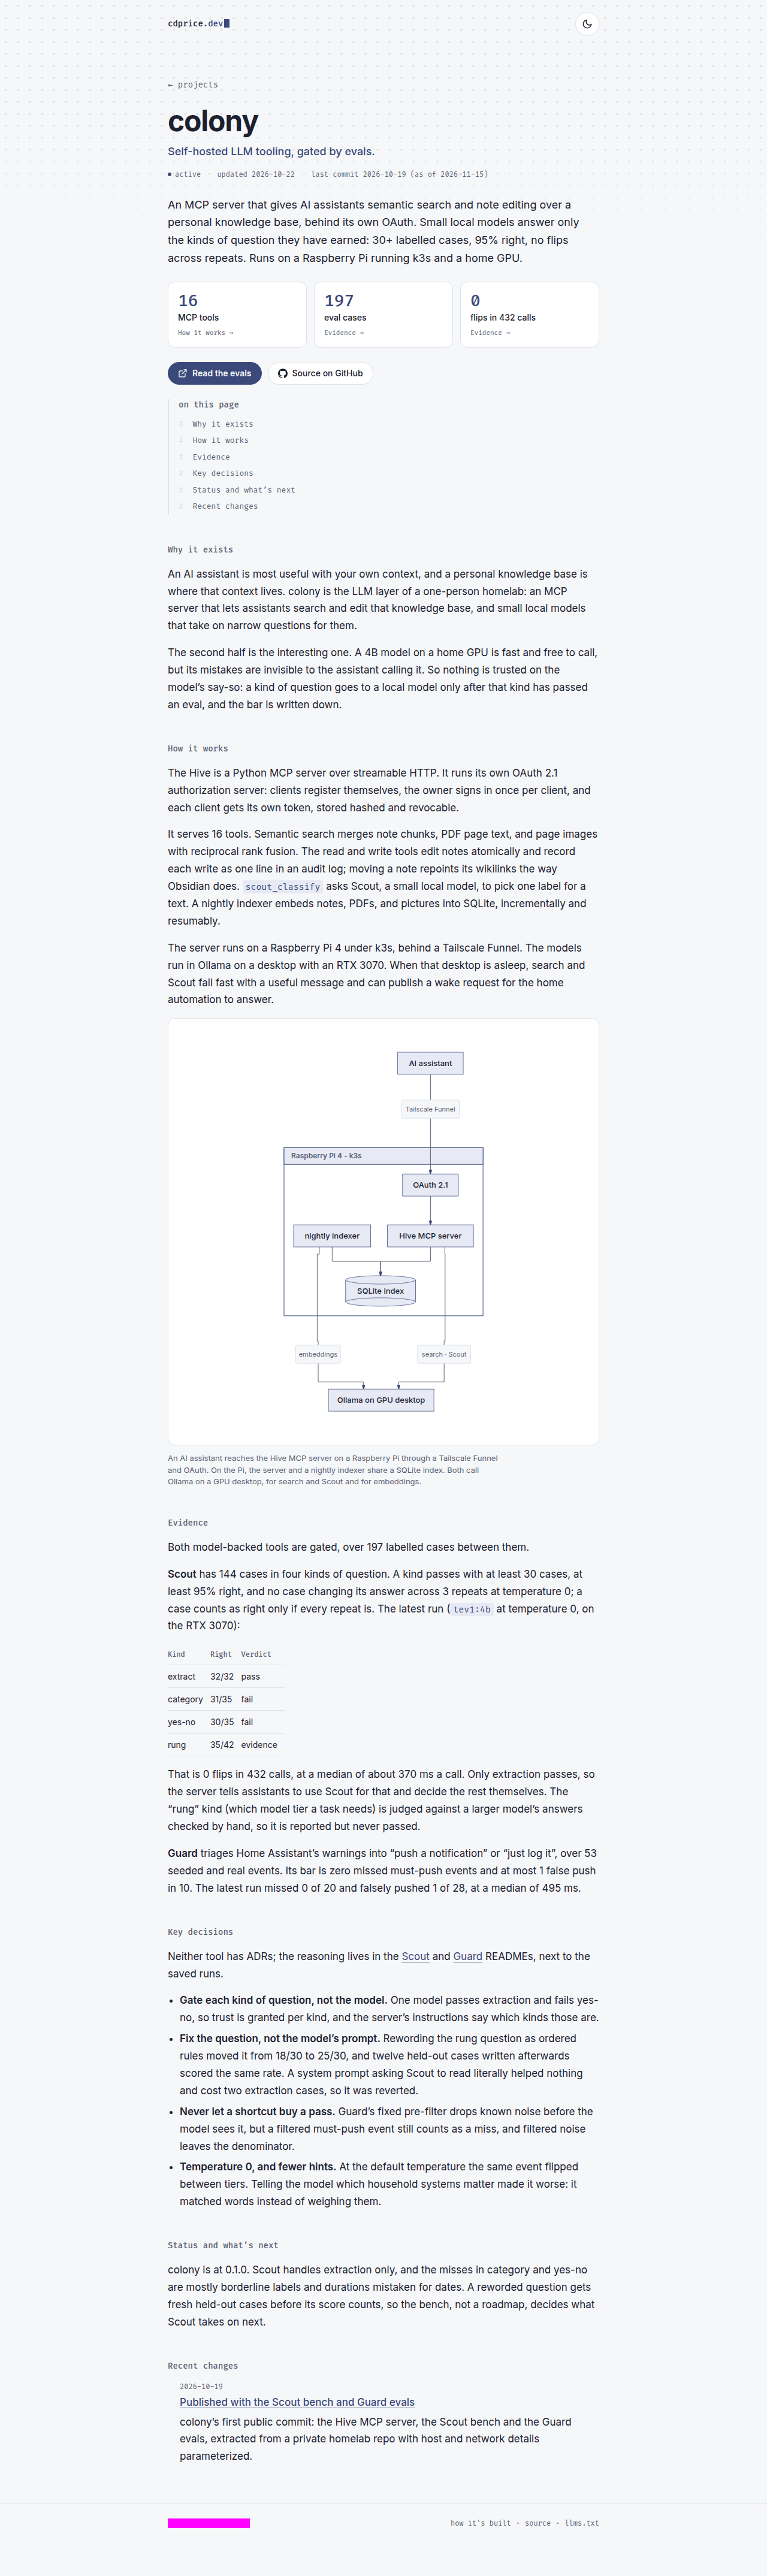 cdprice.dev
← projects
colony
Self-hosted LLM tooling, gated by evals.
active · updated 2026-10-22 · last commit 2026-10-19 (as of 2026-11-15)
An MCP server that gives AI assistants semantic search and note editing over a
personal knowledge base, behind its own OAuth. Small local models answer only
the kinds of question they have earned: 30+ labelled cases, 95% right, no flips
across repeats. Runs on a Raspberry Pi running k3s and a home GPU.
16
MCP tools
How it works →
197
eval cases
Evidence →
0
flips in 432 calls
Evidence →
Read the evals
Source on GitHub
on this page
# Why it exists
# How it works
# Evidence
# Key decisions
# Status and what's next
# Recent changes
Why it exists
An AI assistant is most useful with your own context, and a personal knowledge base is
where that context lives. colony is the LLM layer of a one-person homelab: an MCP
server that lets assistants search and edit that knowledge base, and small local models
that take on narrow questions for them.
The second half is the interesting one. A 4B model on a home GPU is fast and free to call,
but its mistakes are invisible to the assistant calling it. So nothing is trusted on the
model's say-so: a kind of question goes to a local model only after that kind has passed
an eval, and the bar is written down.
How it works
The Hive is a Python MCP server over streamable HTTP. It runs its own OAuth 2.1
authorization server: clients register themselves, the owner signs in once per client, and
each client gets its own token, stored hashed and revocable.
It serves 16 tools. Semantic search merges note chunks, PDF page text, and page images
with reciprocal rank fusion. The read and write tools edit notes atomically and record
each write as one line in an audit log; moving a note repoints its wikilinks the way
Obsidian does. scout_classify asks Scout, a small local model, to pick one label for a
text. A nightly indexer embeds notes, PDFs, and pictures into SQLite, incrementally and
resumably.
The server runs on a Raspberry Pi 4 under k3s, behind a Tailscale Funnel. The models
run in Ollama on a desktop with an RTX 3070. When that desktop is asleep, search and
Scout fail fast with a useful message and can publish a wake request for the home
automation to answer.
AI assistant
Tailscale Funnel
Raspberry Pi 4 - k3s
OAuth 2.1
nightly indexer
Hive MCP server
SQLite index
embeddings
search · Scout
Ollama on GPU desktop
An AI assistant reaches the Hive MCP server on a Raspberry Pi through a Tailscale Funnel
and OAuth. On the Pi, the server and a nightly indexer share a SQLite index. Both call
Ollama on a GPU desktop, for search and Scout and for embeddings.
Evidence
Both model-backed tools are gated, over 197 labelled cases between them.
Scout has 144 cases in four kinds of question. A kind passes with at least 30 cases, at
least 95% right, and no case changing its answer across 3 repeats at temperature 0; a
case counts as right only if every repeat is. The latest run (tev1:4b at temperature 0, on
the RTX 3070):
Kind Right Verdict
extract 32/32 pass
category 31/35 fail
yes-no 30/35 fail
rung 35/42 evidence
That is 0 flips in 432 calls, at a median of about 370 ms a call. Only extraction passes, so
the server tells assistants to use Scout for that and decide the rest themselves. The
“rung” kind (which model tier a task needs) is judged against a larger model's answers
checked by hand, so it is reported but never passed.
Guard triages Home Assistant's warnings into “push a notification” or “just log it”, over 53
seeded and real events. Its bar is zero missed must-push events and at most 1 false push
in 10. The latest run missed 0 of 20 and falsely pushed 1 of 28, at a median of 495 ms.
Key decisions
Neither tool has ADRs; the reasoning lives in the Scout and Guard READMEs, next to the
saved runs.
• Gate each kind of question, not the model. One model passes extraction and fails yes-
no, so trust is granted per kind, and the server's instructions say which kinds those are.
• Fix the question, not the model's prompt. Rewording the rung question as ordered
rules moved it from 18/30 to 25/30, and twelve held-out cases written afterwards
scored the same rate. A system prompt asking Scout to read literally helped nothing
and cost two extraction cases, so it was reverted.
• Never let a shortcut buy a pass. Guard's fixed pre-filter drops known noise before the
model sees it, but a filtered must-push event still counts as a miss, and filtered noise
leaves the denominator.
• Temperature 0, and fewer hints. At the default temperature the same event flipped
between tiers. Telling the model which household systems matter made it worse: it
matched words instead of weighing them.
Status and what's next
colony is at 0.1.0. Scout handles extraction only, and the misses in category and yes-no
are mostly borderline labels and durations mistaken for dates. A reworded question gets
fresh held-out cases before its score counts, so the bench, not a roadmap, decides what
Scout takes on next.
Recent changes
2026-10-19
Published with the Scout bench and Guard evals
colony's first public commit: the Hive MCP server, the Scout bench and the Guard
evals, extracted from a private homelab repo with host and network details
parameterized.
how it's built · source · llms.txt